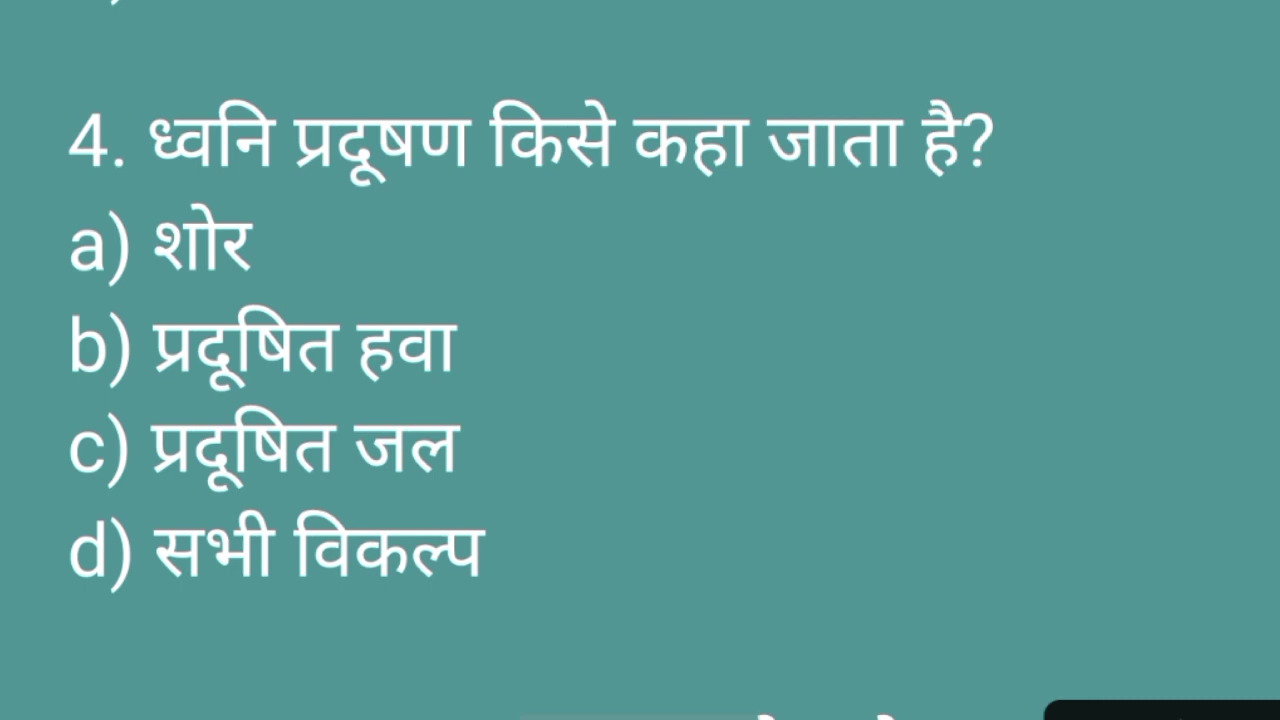 4. ध्वनि प्रदूषण किसे कहा जाता है?
a) शोर
b) प्रदूषित हवा
c) प्रदूषित जल
d) सभी विकल्प